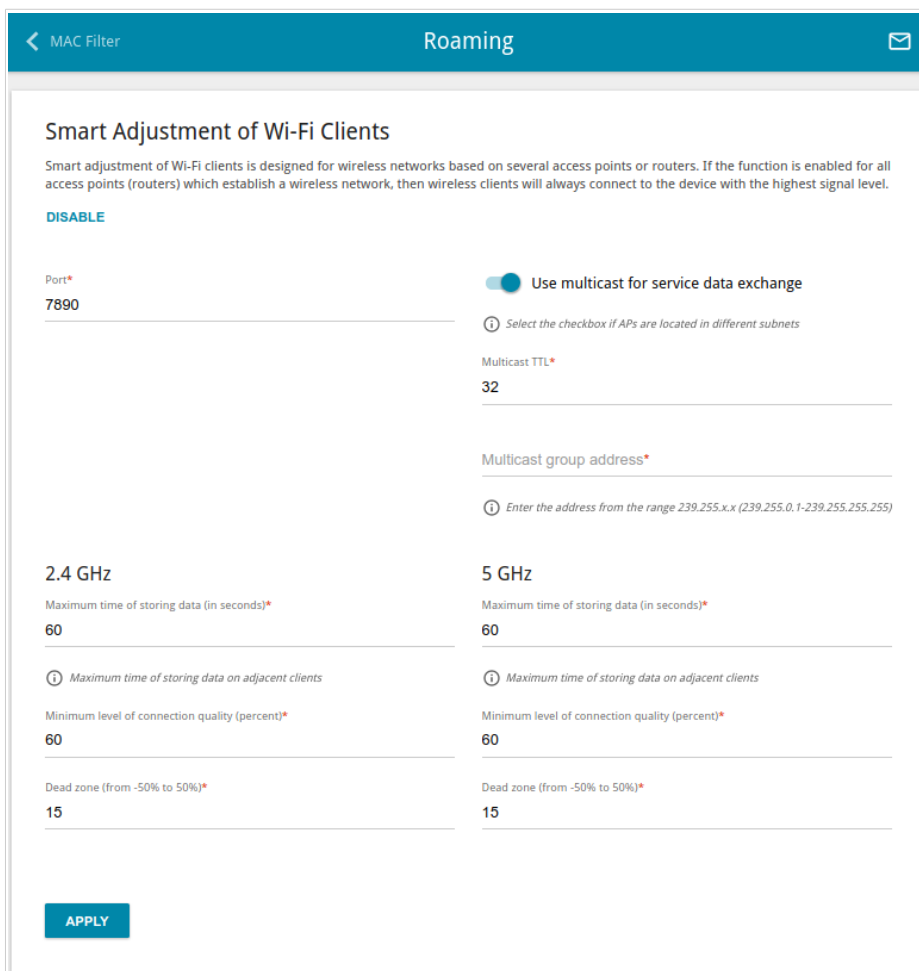 MAC Filter
Roaming
Smart Adjustment of Wi-Fi Clients
Smart adjustment of Wi-Fi clients is designed for wireless networks based on several access points or routers. If the function is enabled for all
access points (routers) which establish a wireless network, then wireless clients will always connect to the device with the highest signal level.
DISABLE
Port*
7890
Use multicast for service data exchange
Select the checkbox if APs are located in different subnets
Multicast TTL*
32
Multicast group address*
Enter the address from the range 239.255.x.x (239.255.0.1-239.255.255.255)
2.4 GHz
Maximum time of storing data (in seconds)*
60
Maximum time of storing data on adjacent clients
Minimum level of connection quality (percent)*
60
Dead zone (from -50% to 50%)*
15
5 GHz
Maximum time of storing data (in seconds)*
60
Maximum time of storing data on adjacent clients
Minimum level of connection quality (percent)*
60
Dead zone (from -50% to 50%)*
15
APPLY